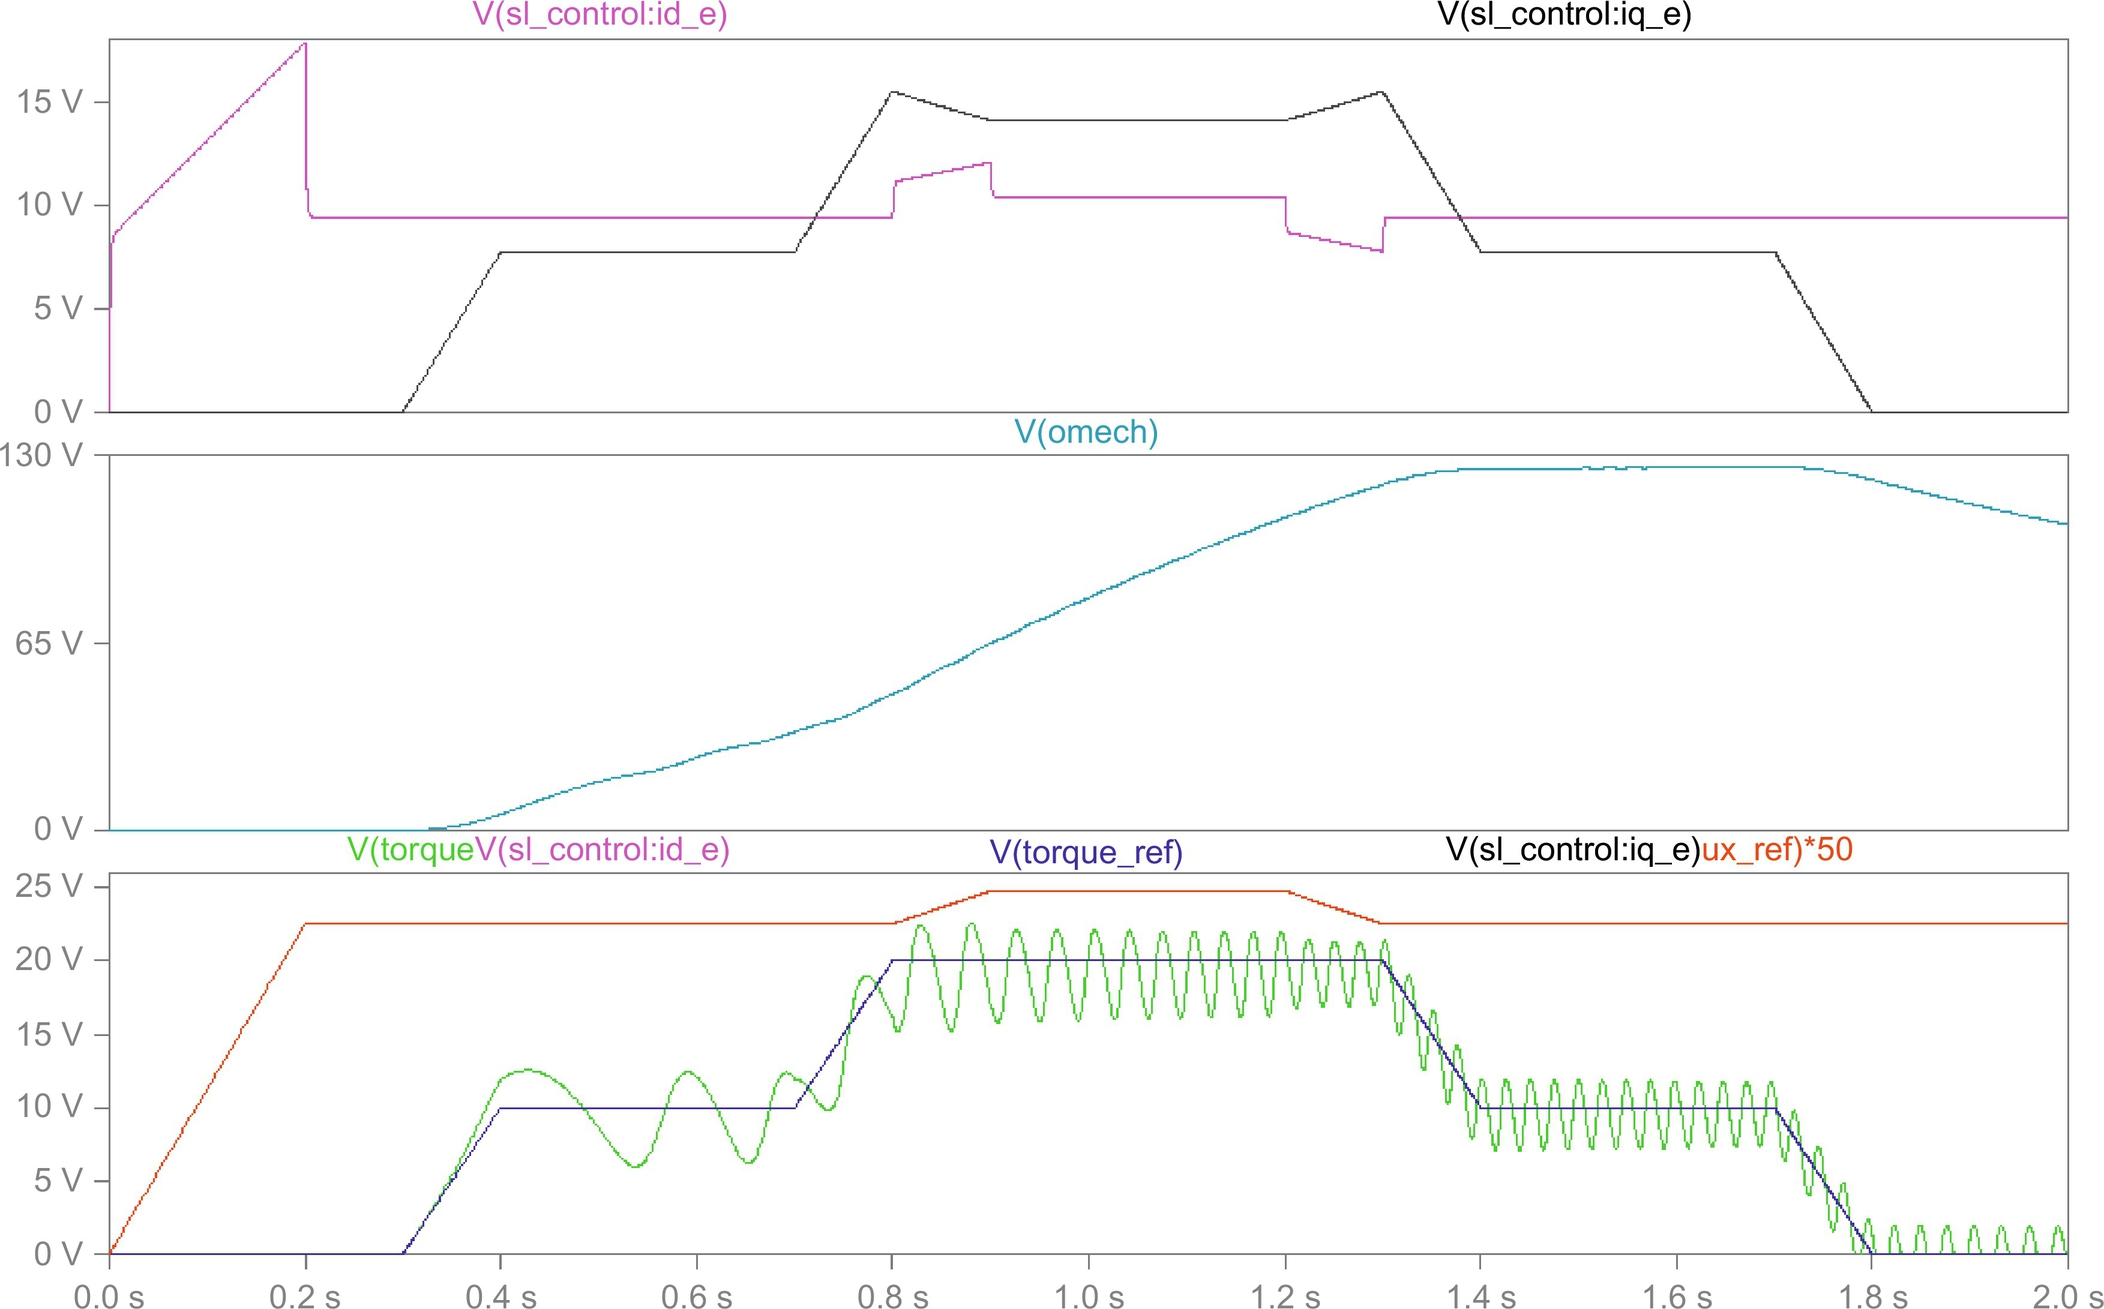 V(sl_control:id_e) V(sl_control:iq_e)
15 V
10 V
5 V
0 V
V(omech)
130 V
65 V
0 V
V(torqueV(sl_control:id_e) V(torque_ref) V(sl_control:iq_e)ux_ref)*50
25 V
20 V
15 V
10 V
5 V
0 V
0.0 s 0.2 s 0.4 s 0.6 s 0.8 s 1.0 s 1.2 s 1.4 s 1.6 s 1.8 s 2.0 s